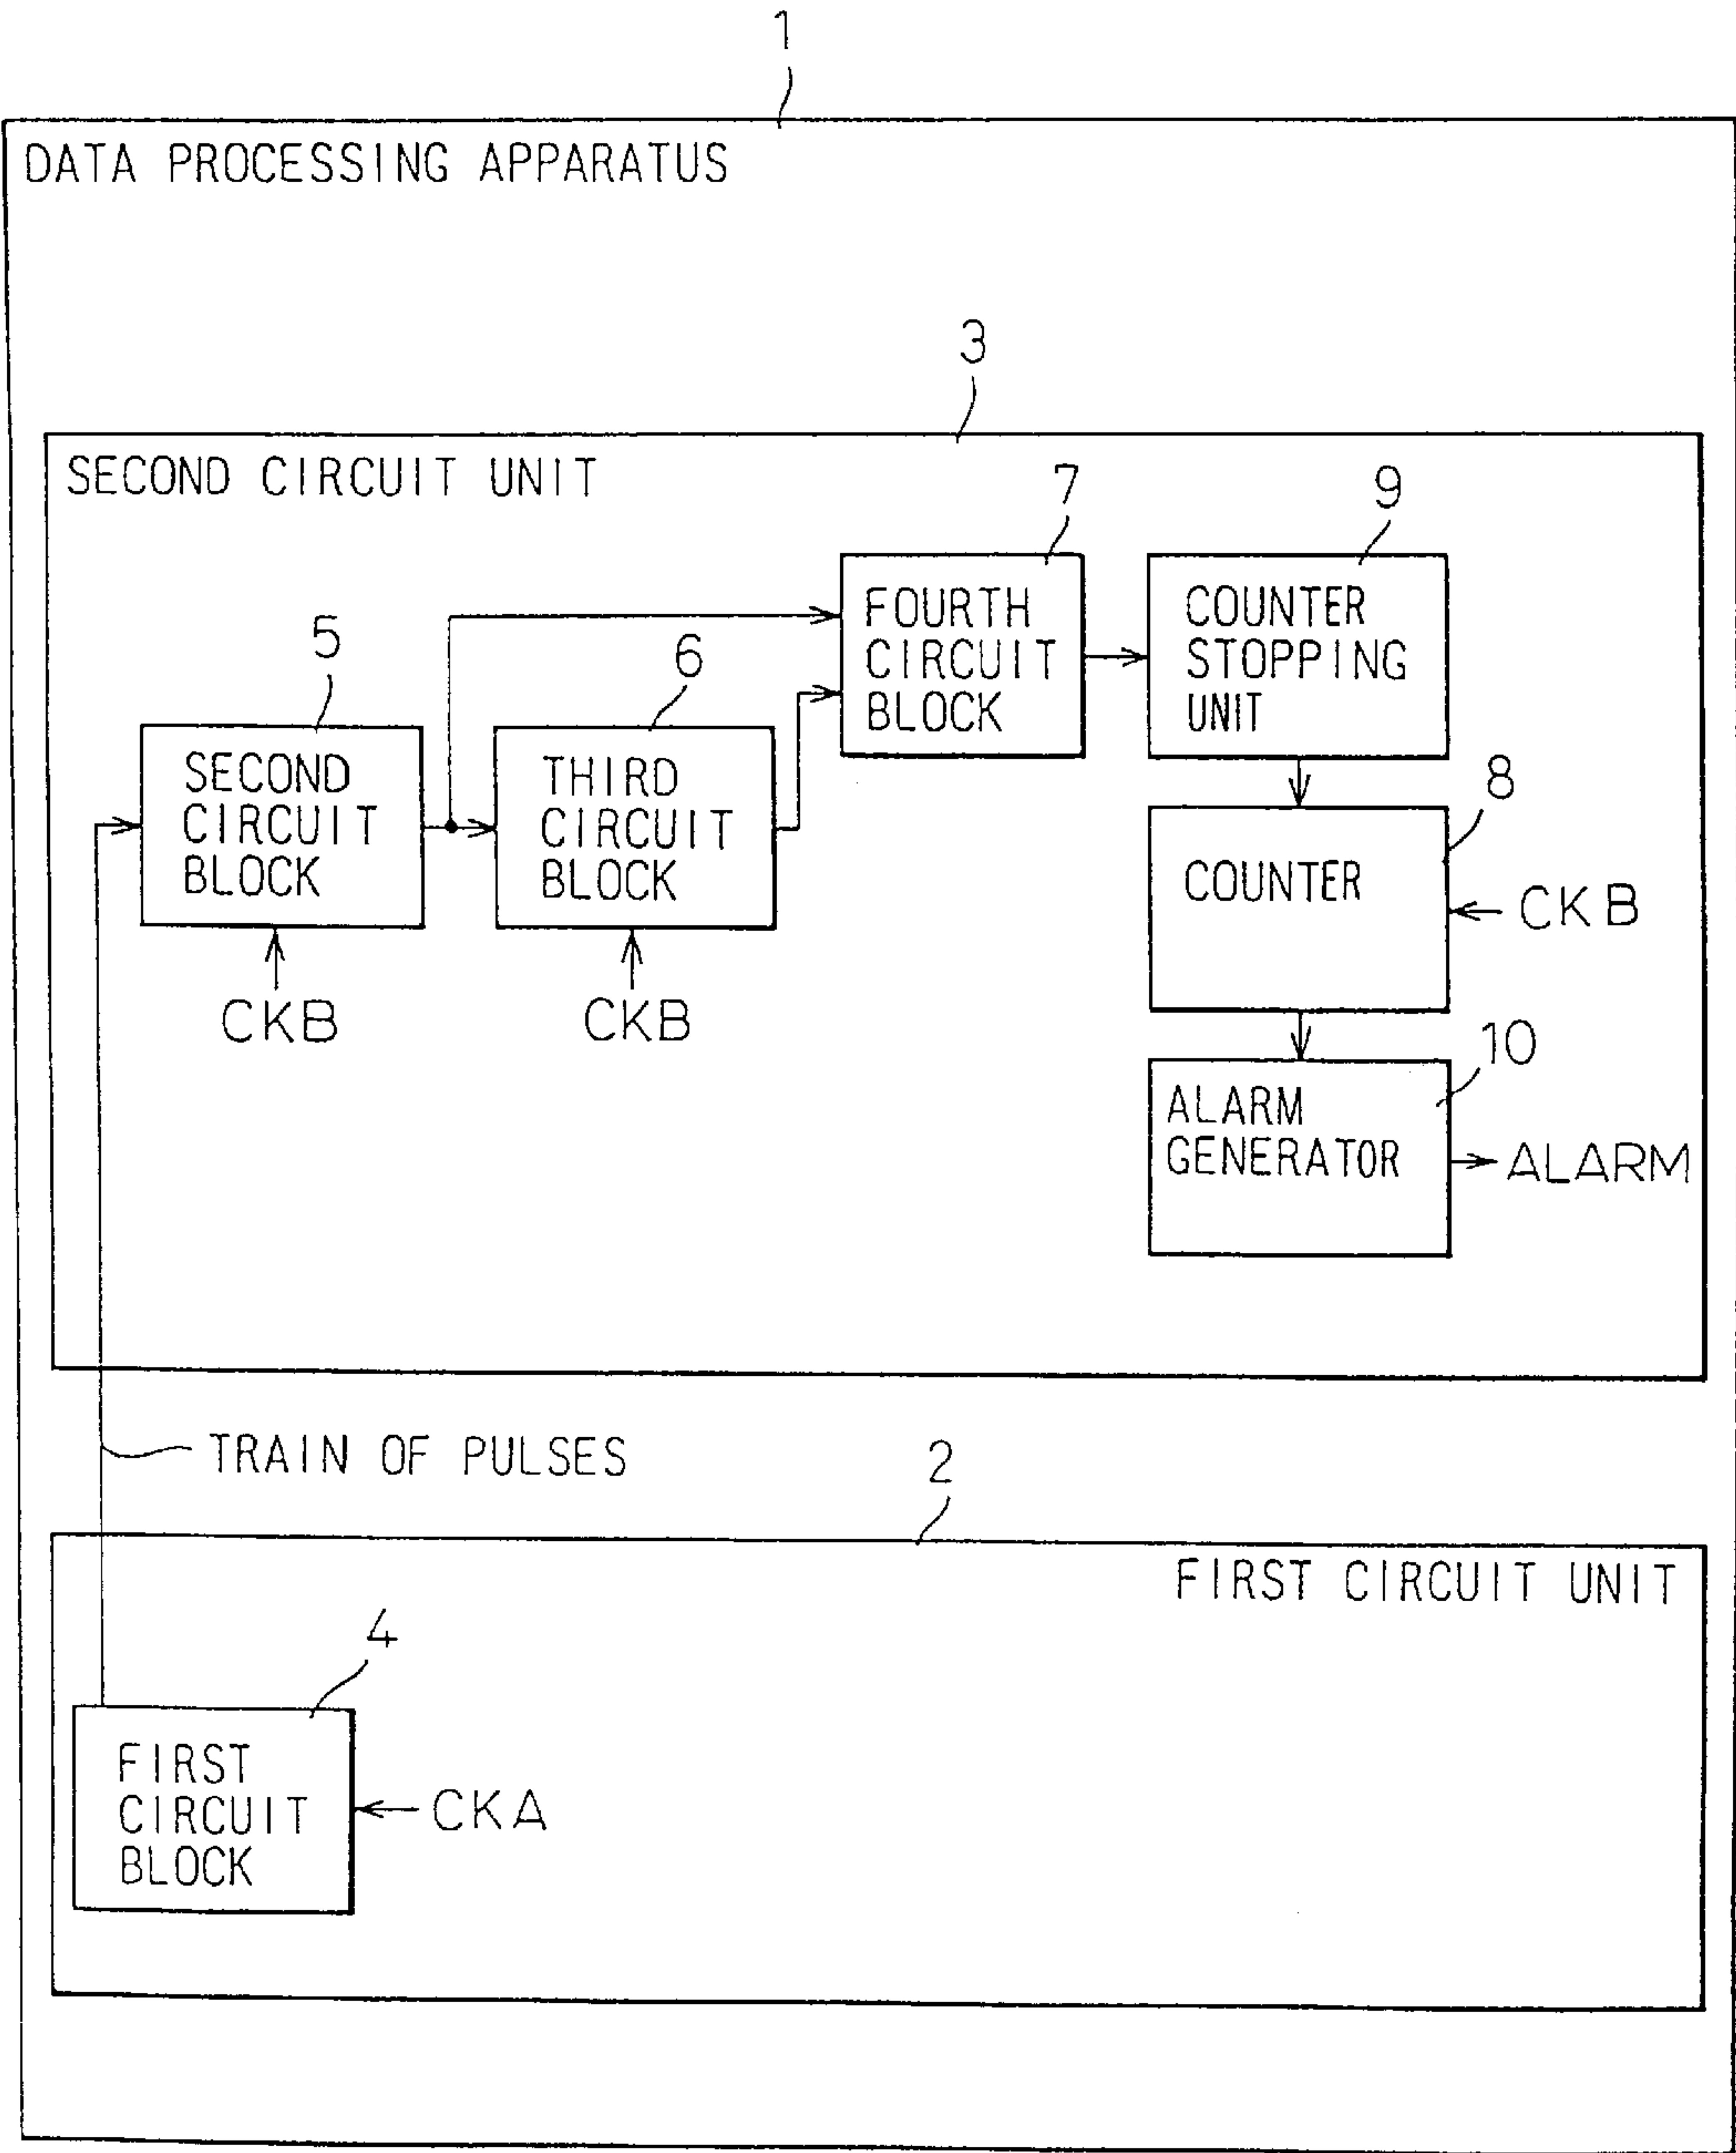 1
DATA PROCESSING APPARATUS
3
SECOND CIRCUIT UNIT
7
9
FOURTH
CIRCUIT
BLOCK
COUNTER
STOPPING
UNIT
5
6
SECOND
CIRCUIT
BLOCK
THIRD
CIRCUIT
BLOCK
8
COUNTER
CKB
CKB
CKB
10
ALARM
GENERATOR
ALARM
TRAIN OF PULSES
2
FIRST CIRCUIT UNIT
4
FIRST
CIRCUIT
BLOCK
CKA